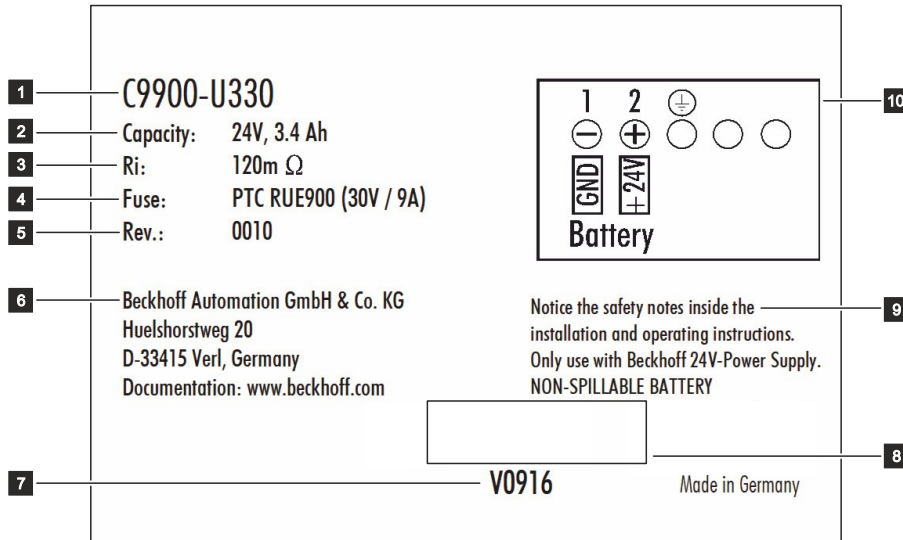 1 C9900-U330
2 Capacity: 24V, 3.4 Ah
3 Ri: 120m Ω
4 Fuse: PTC RUE900 (30V / 9A)
5 Rev.: 0010
10
1 2
GND +24V
Battery
6 Beckhoff Automation GmbH & Co. KG
Huelshorstweg 20
D-33415 Verl, Germany
Documentation: www.beckhoff.com
Notice the safety notes inside the 9
installation and operating instructions.
Only use with Beckhoff 24V-Power Supply.
NON-SPILLABLE BATTERY
8
7 V0916
Made in Germany